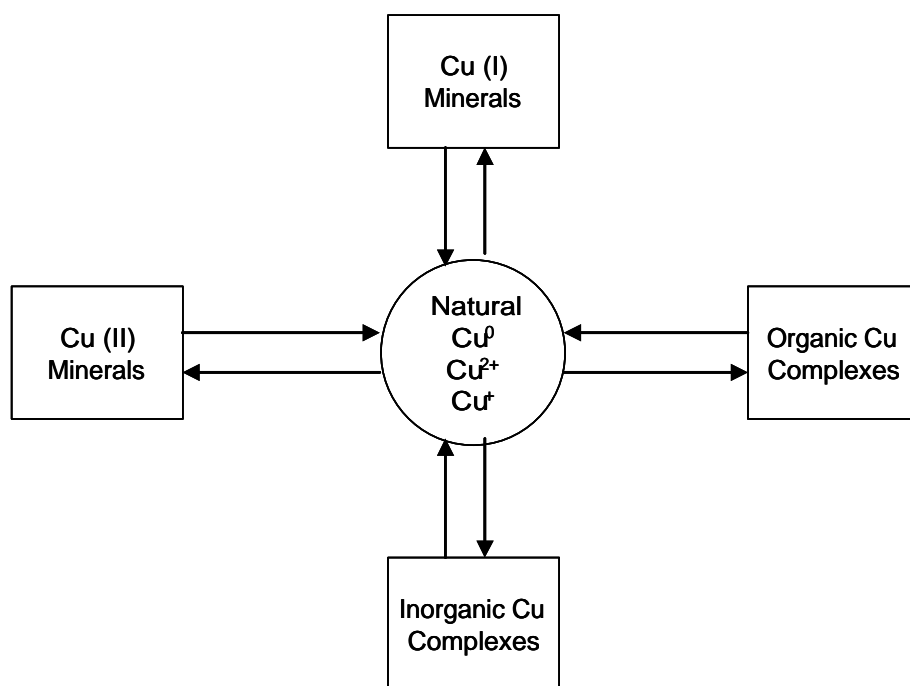 Cu (I)
Minerals
Cu (II)
Minerals
Natural
Cu⁰
Cu²⁺
Cu⁺
Organic Cu
Complexes
Inorganic Cu
Complexes